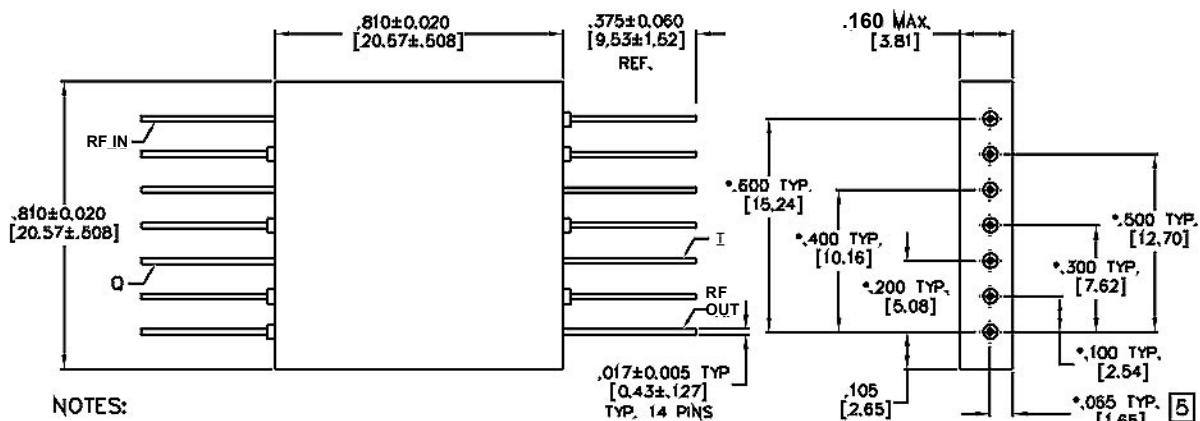 .810±0.020
[20.57±.508]
.375±0.060
[9.53±1.52]
REF.
.160 MAX.
[3.81]
RF IN
.810±0.020
[20.57±.508]
Q
I
RF
OUT
.017±0.005 TYP
[0.43±.127]
TYP. 14 PINS
*.600 TYP.
[15.24]
*.400 TYP.
[10.16]
*.200 TYP.
[5.08]
.105
[2.65]
*.500 TYP.
[12.70]
*.300 TYP.
[7.62]
*.100 TYP.
[2.54]
*.065 TYP. 5
[1.65]
NOTES: